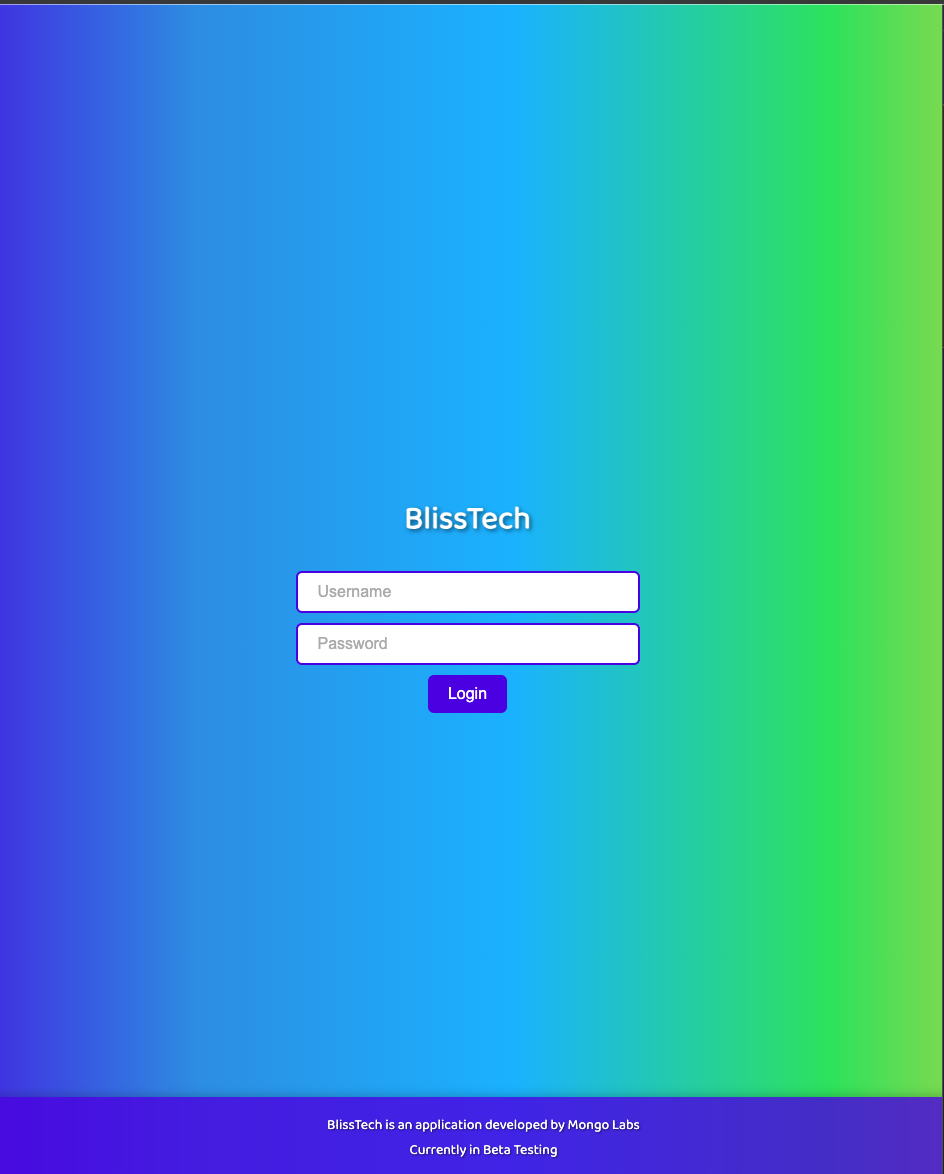 BlissTech
Username
Password
Login
BlissTech is an application developed by Mongo Labs
Currently in Beta Testing